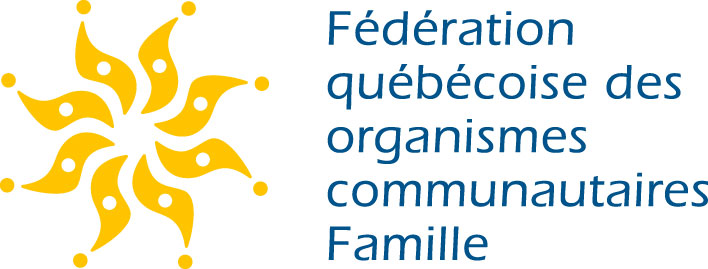 Fédération
québécoise des
organismes
communautaires
Famille